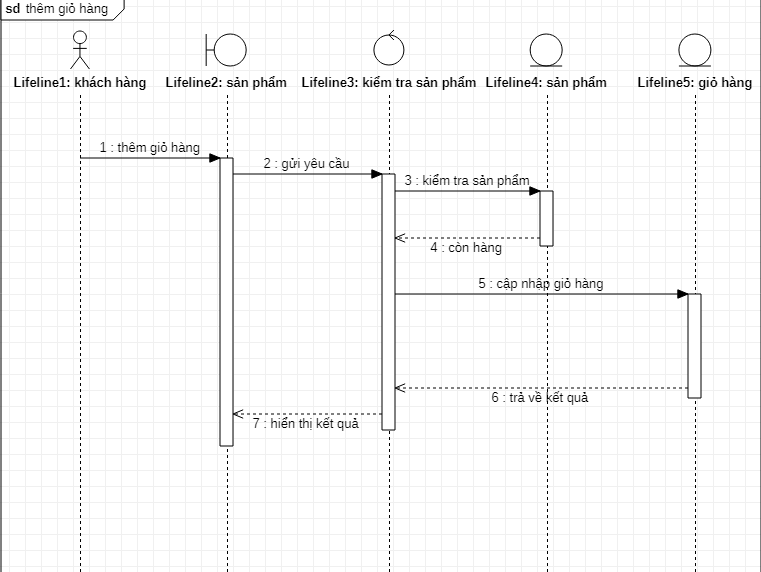 sd thêm giỏ hàng
Lifeline1: khách hàng
Lifeline2: sản phẩm
Lifeline3: kiểm tra sản phẩm
Lifeline4: sản phẩm
Lifeline5: giỏ hàng
1 : thêm giỏ hàng
2 : gửi yêu cầu
3 : kiểm tra sản phẩm
4 : còn hàng
5 : cập nhập giỏ hàng
6 : trả về kết quả
7 : hiển thị kết quả